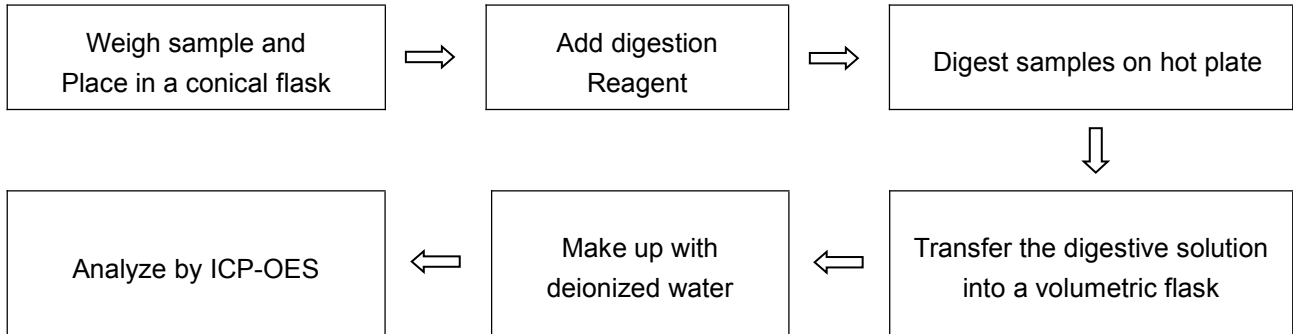 Weigh sample and
Place in a conical flask
Add digestion
Reagent
Digest samples on hot plate
Transfer the digestive solution
into a volumetric flask
Make up with
deionized water
Analyze by ICP-OES